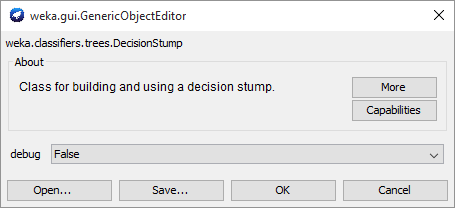 weka.gui.GenericObjectEditor
weka.classifiers.trees.DecisionStump
About
Class for building and using a decision stump.
More
Capabilities
debug False
Open... Save... OK Cancel